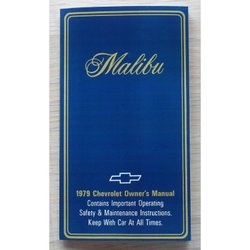 Malibu
1979 Chevrolet Owner's Manual
Contains Important Operating
Safety & Maintenance Instructions.
Keep With Car At All Times.